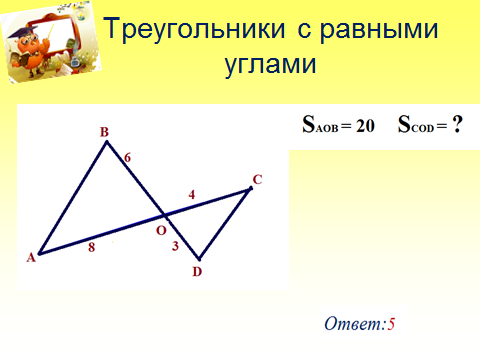 Треугольники с равными
углами
SAOB = 20 SCOD = ?
B
6
C
4
O
8
3
A
D
Ответ:5